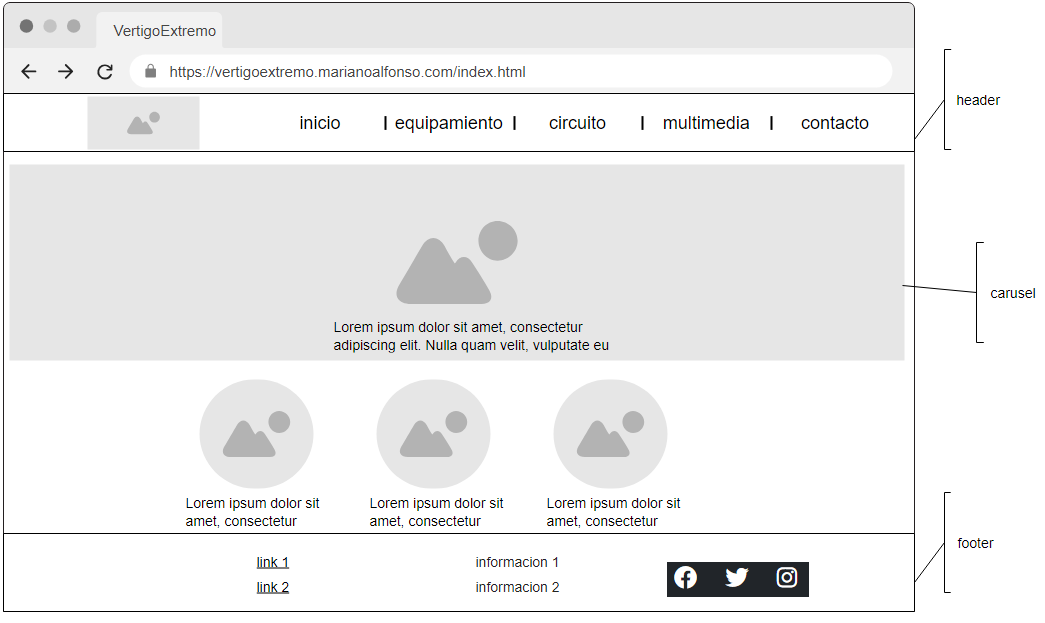 VertigoExtremo
https://vertigoextremo.marianoalfonso.com/index.html
inicio | equipamiento | circuito | multimedia | contacto
header
carusel
Lorem ipsum dolor sit amet, consectetur
adipiscing elit. Nulla quam velit, vulputate eu
Lorem ipsum dolor sit
amet, consectetur
Lorem ipsum dolor sit
amet, consectetur
Lorem ipsum dolor sit
amet, consectetur
footer
link 1
link 2
informacion 1
informacion 2